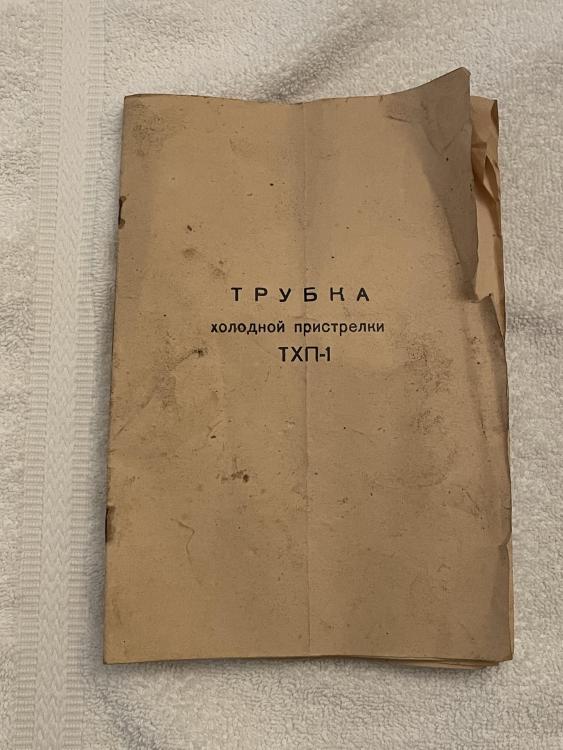 ТРУБКА
холодной пристрелки
ТХП-1